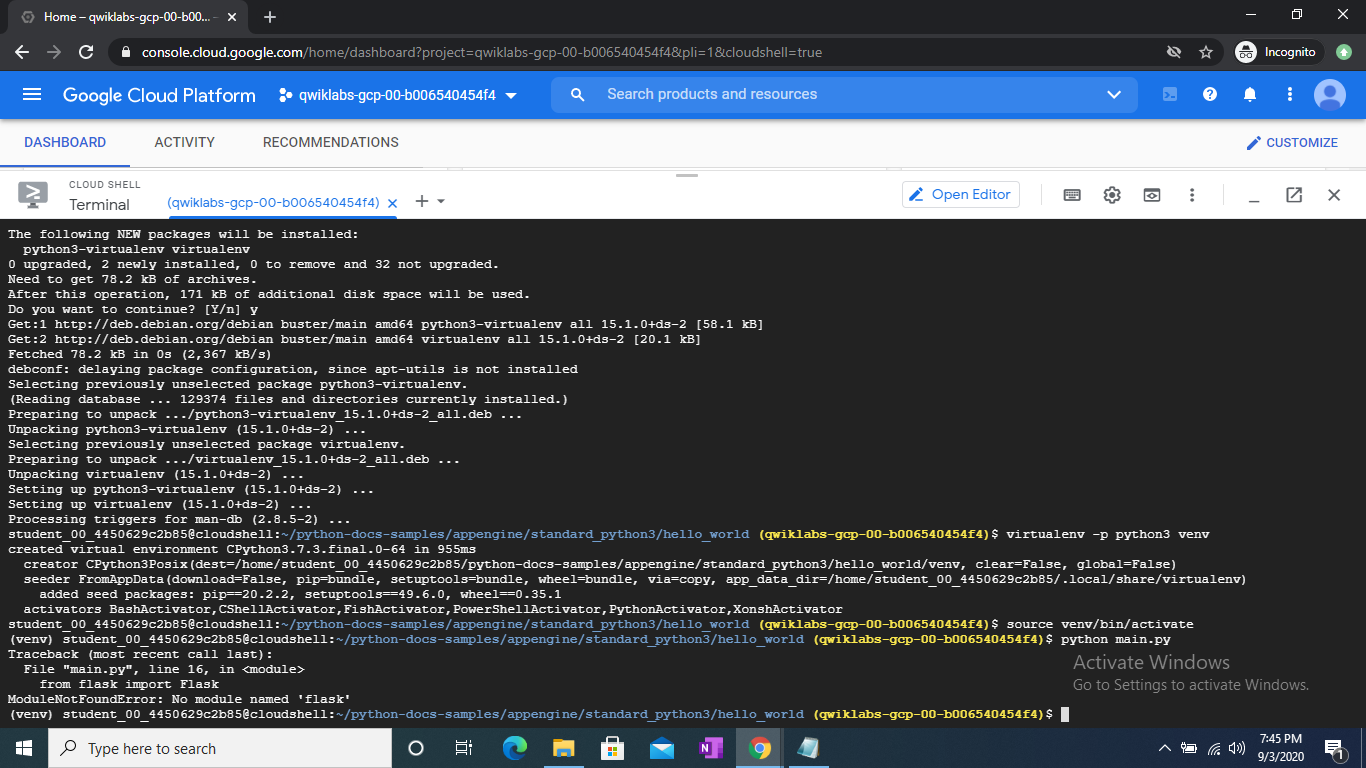 Home – qwiklabs-gcp-00-b00...
console.cloud.google.com/home/dashboard?project=qwiklabs-gcp-00-b006540454f4&pli=1&cloudshell=true
Incognito
Google Cloud Platform
qwiklabs-gcp-00-b006540454f4
Search products and resources
DASHBOARD
ACTIVITY
RECOMMENDATIONS
CUSTOMIZE
CLOUD SHELL
Terminal
(qwiklabs-gcp-00-b006540454f4)
Open Editor
The following NEW packages will be installed:
python3-virtualenv virtualenv
0 upgraded, 2 newly installed, 0 to remove and 32 not upgraded.
Need to get 78.2 kB of archives.
After this operation, 171 kB of additional disk space will be used.
Do you want to continue? [Y/n] y
Get:1 http://deb.debian.org/debian buster/main amd64 python3-virtualenv all 15.1.0+ds-2 [58.1 kB]
Get:2 http://deb.debian.org/debian buster/main amd64 virtualenv all 15.1.0+ds-2 [20.1 kB]
Fetched 78.2 kB in 0s (2,367 kB/s)
debconf: delaying package configuration, since apt-utils is not installed
Selecting previously unselected package python3-virtualenv.
(Reading database ... 129374 files and directories currently installed.)
Preparing to unpack .../python3-virtualenv_15.1.0+ds-2_all.deb ...
Unpacking python3-virtualenv (15.1.0+ds-2) ...
Selecting previously unselected package virtualenv.
Preparing to unpack .../virtualenv_15.1.0+ds-2_all.deb ...
Unpacking virtualenv (15.1.0+ds-2) ...
Setting up python3-virtualenv (15.1.0+ds-2) ...
Setting up virtualenv (15.1.0+ds-2) ...
Processing triggers for man-db (2.8.5-2) ...
student_00_4450629c2b85@cloudshell:~/python-docs-samples/appengine/standard_python3/hello_world (qwiklabs-gcp-00-b006540454f4)$ virtualenv -p python3 venv
created virtual environment CPython3.7.3.final.0-64 in 955ms
creator CPython3Posix(dest=/home/student_00_4450629c2b85/python-docs-samples/appengine/standard_python3/hello_world/venv, clear=False, global=False)
seeder FromAppData(download=False, pip=bundle, setuptools=bundle, wheel=bundle, via=copy, app_data_dir=/home/student_00_4450629c2b85/.local/share/virtualenv)
added seed packages: pip==20.2.2, setuptools==49.6.0, wheel==0.35.1
activators BashActivator,CShellActivator,FishActivator,PowerShellActivator,PythonActivator,XonshActivator
student_00_4450629c2b85@cloudshell:~/python-docs-samples/appengine/standard_python3/hello_world (qwiklabs-gcp-00-b006540454f4)$ source venv/bin/activate
(venv) student_00_4450629c2b85@cloudshell:~/python-docs-samples/appengine/standard_python3/hello_world (qwiklabs-gcp-00-b006540454f4)$ python main.py
Traceback (most recent call last):
File "main.py", line 16, in <module>
from flask import Flask
ModuleNotFoundError: No module named 'flask'
(venv) student_00_4450629c2b85@cloudshell:~/python-docs-samples/appengine/standard_python3/hello_world (qwiklabs-gcp-00-b006540454f4)$
Activate Windows
Go to Settings to activate Windows.
Type here to search
7:45 PM
9/3/2020
1